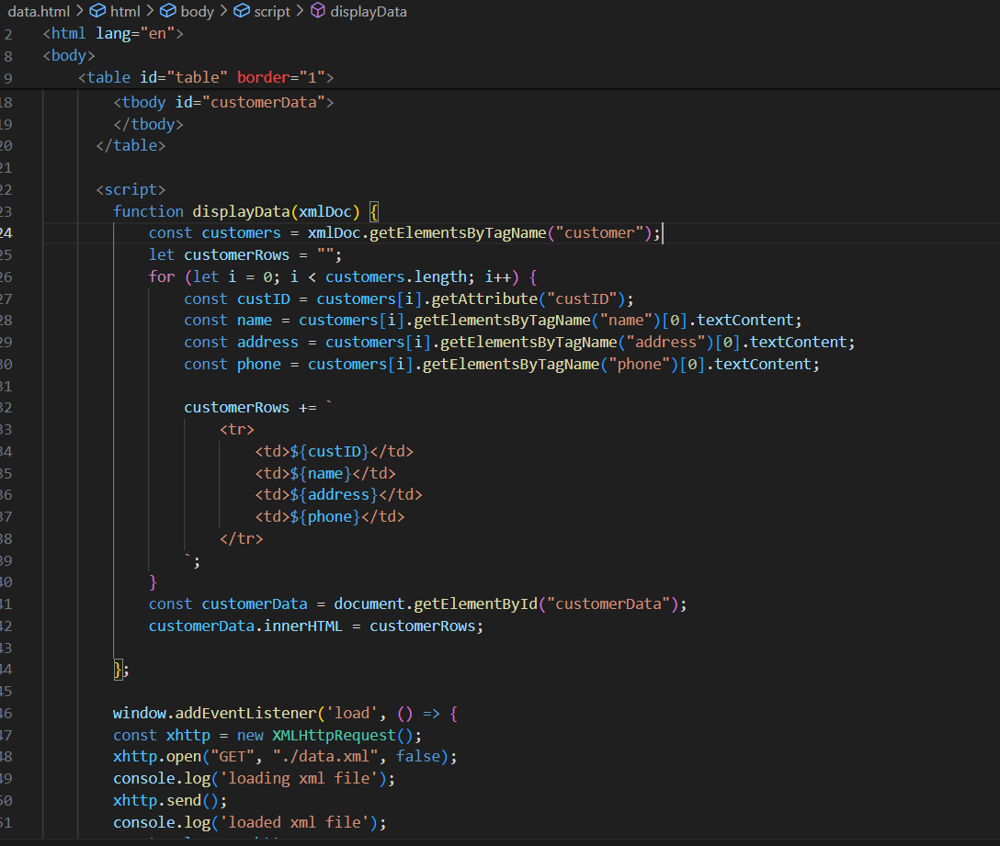 data.html > html > body > script > displayData
2 <html lang="en">
8 <body>
9 <table id="table" border="1">
18 <tbody id="customerData">
19 </tbody>
20 </table>
21
22 <script>
23 function displayData(xmlDoc) {
24 const customers = xmlDoc.getElementsByTagName("customer");
25 let customerRows = "";
26 for (let i = 0; i < customers.length; i++) {
27 const custID = customers[i].getAttribute("custID");
28 const name = customers[i].getElementsByTagName("name")[0].textContent;
29 const address = customers[i].getElementsByTagName("address")[0].textContent;
30 const phone = customers[i].getElementsByTagName("phone")[0].textContent;
31
32 customerRows += `
33 <tr>
34 <td>${custID}</td>
35 <td>${name}</td>
36 <td>${address}</td>
37 <td>${phone}</td>
38 </tr>
39 `;
40 }
41 const customerData = document.getElementById("customerData");
42 customerData.innerHTML = customerRows;
43
44 };
45
46 window.addEventListener('load', () => {
47 const xhttp = new XMLHttpRequest();
48 xhttp.open("GET", "./data.xml", false);
49 console.log('loading xml file');
50 xhttp.send();
51 console.log('loaded xml file');